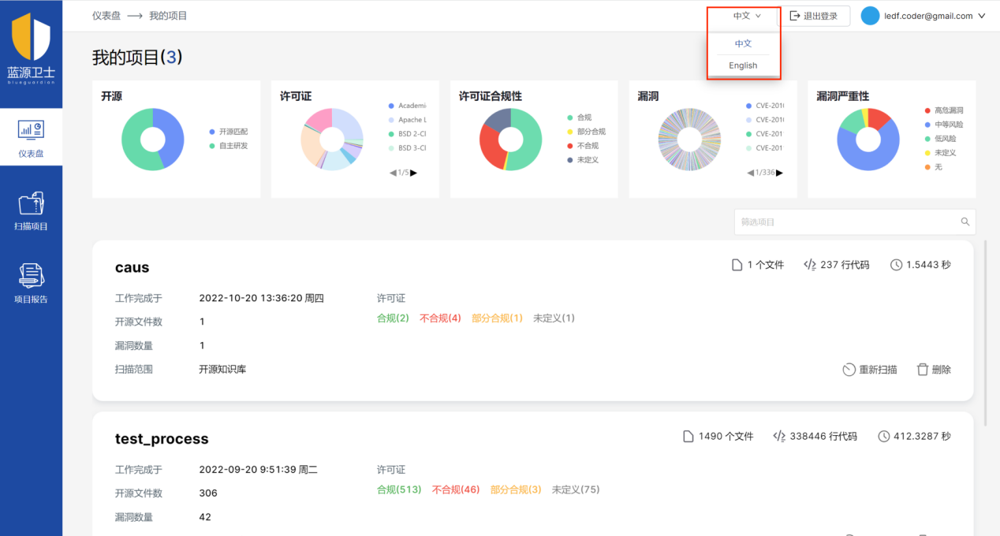 蓝源卫士
blueguardian
仪表盘
扫描项目
项目报告
仪表盘 → 我的项目
中文
退出登录
ledf.coder@gmail.com
中文
English
我的项目(3)
开源
开源匹配
自主研发
许可证
Academi
Apache L
BSD 2-Cl
BSD 3-Cl
1/5
许可证合规性
合规
部分合规
不合规
未定义
漏洞
CVE-201
CVE-201
CVE-201
CVE-201
1/336
漏洞严重性
高危漏洞
中等风险
低风险
未定义
无
筛选项目
caus
1 个文件
237 行代码
1.5443 秒
工作完成于 2022-10-20 13:36:20 周四
开源文件数 1
漏洞数量 1
扫描范围 开源知识库
许可证
合规(2) 不合规(4) 部分合规(1) 未定义(1)
重新扫描
删除
test_process
1490 个文件
338446 行代码
412.3287 秒
工作完成于 2022-09-20 9:51:39 周二
开源文件数 306
漏洞数量 42
许可证
合规(513) 不合规(46) 部分合规(3) 未定义(75)